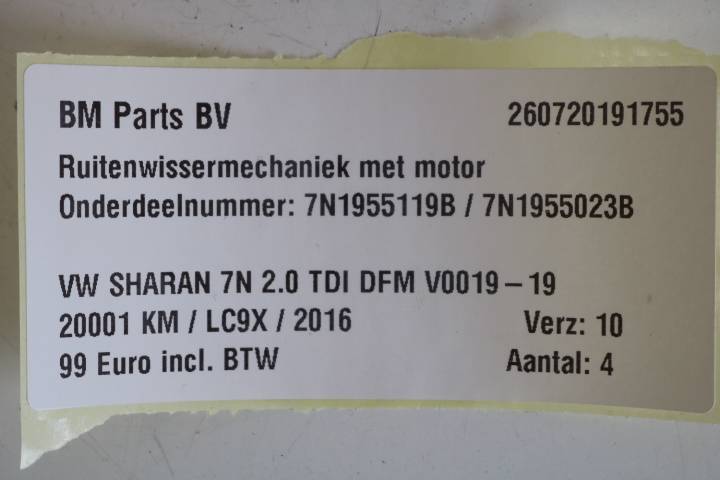 BM Parts BV 260720191755
Ruitenwissermechaniek met motor
Onderdeelnummer: 7N1955119B / 7N1955023B
VW SHARAN 7N 2.0 TDI DFM V0019 – 19
20001 KM / LC9X / 2016 Verz: 10
99 Euro incl. BTW Aantal: 4